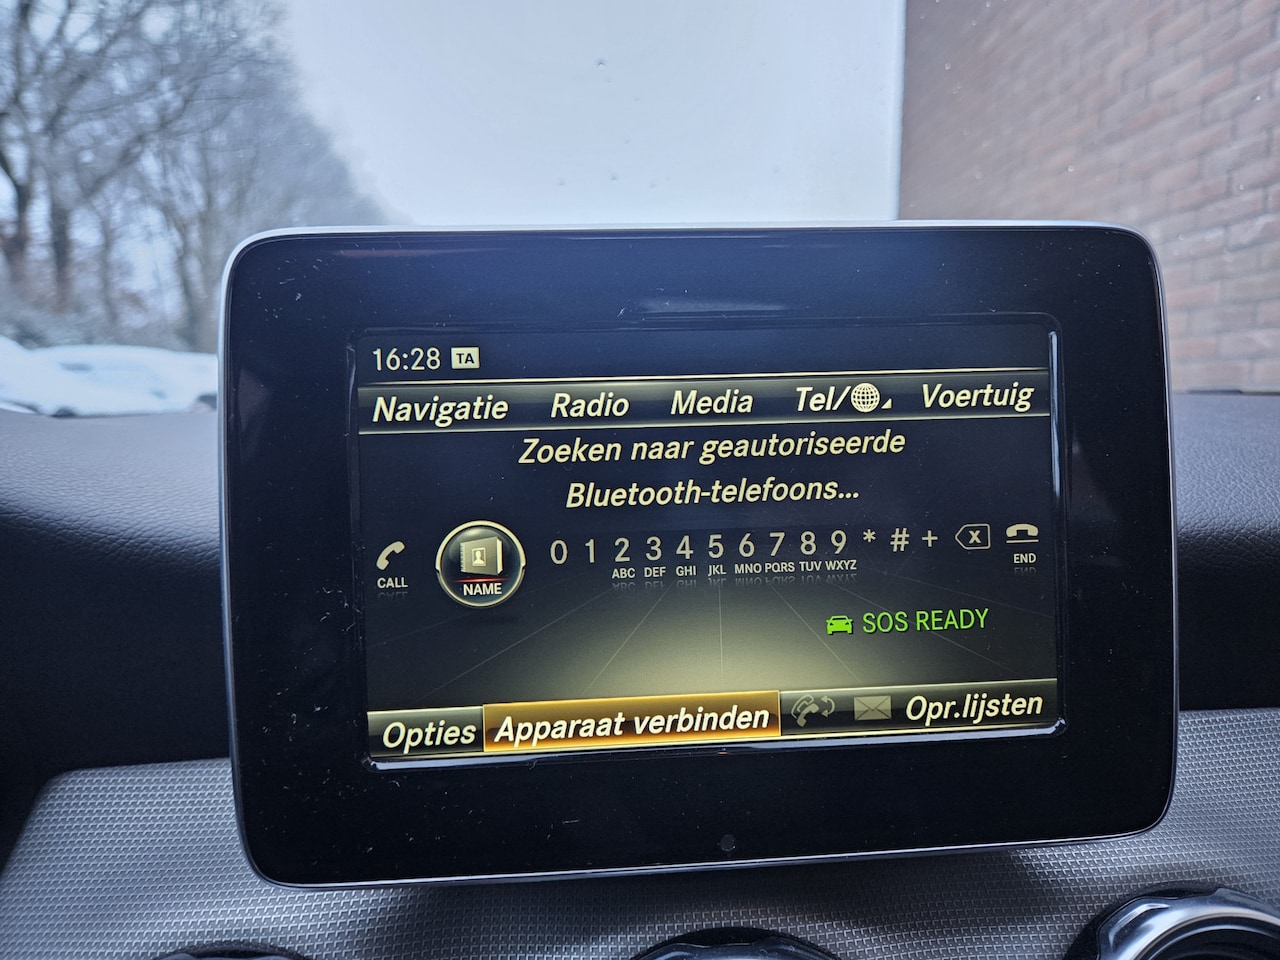 16:28 TA
Navigatie Radio Media Tel/ Voertuig
Zoeken naar geautoriseerde
Bluetooth-telefoons...
0 1 2 3 4 5 6 7 8 9 * # + X
ABC DEF GHI JKL MNO PQRS TUV WXYZ
CALL NAME END
SOS READY
Opties Apparaat verbinden Opr.lijsten